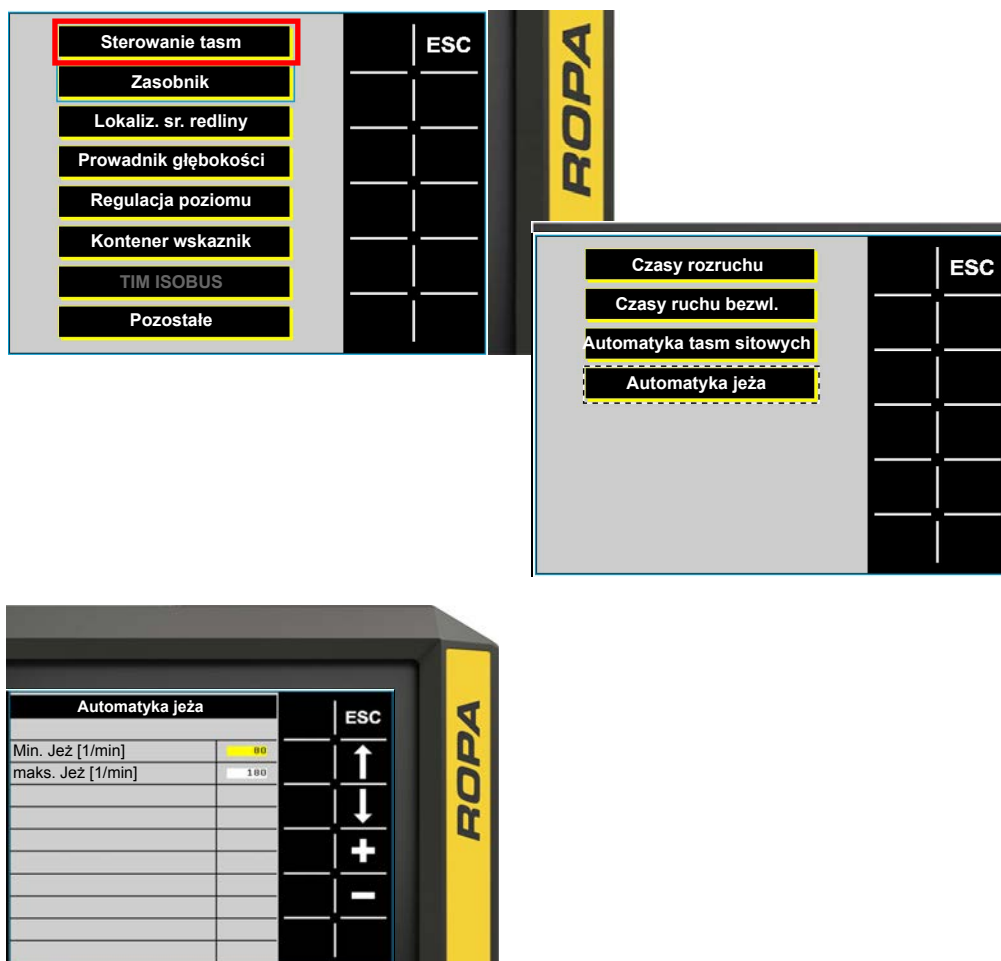 Sterowanie tasm
ESC
Zasobnik
Lokaliz. sr. redliny
Prowadnik głębokości
Regulacja poziomu
Kontener wskaznik
TIM ISOBUS
Pozostałe
ROPA
Czasy rozruchu
ESC
Czasy ruchu bezwl.
Automatyka tasm sitowych
Automatyka jeża
Automatyka jeża
ESC
Min. Jeż [1/min] 80
maks. Jeż [1/min] 180
ROPA